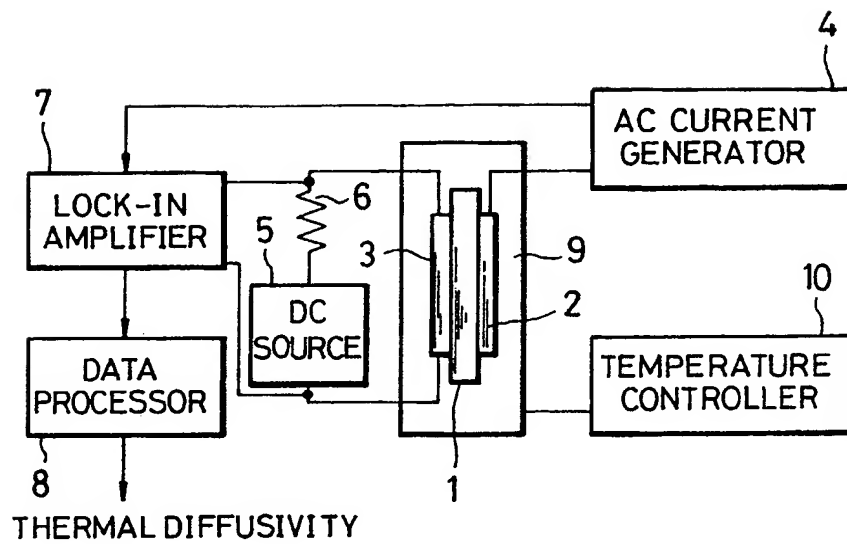 4
7
AC CURRENT
GENERATOR
LOCK-IN
AMPLIFIER
6
5
3
9
DC
SOURCE
2
10
DATA
PROCESSOR
TEMPERATURE
CONTROLLER
8
1
THERMAL DIFFUSIVITY